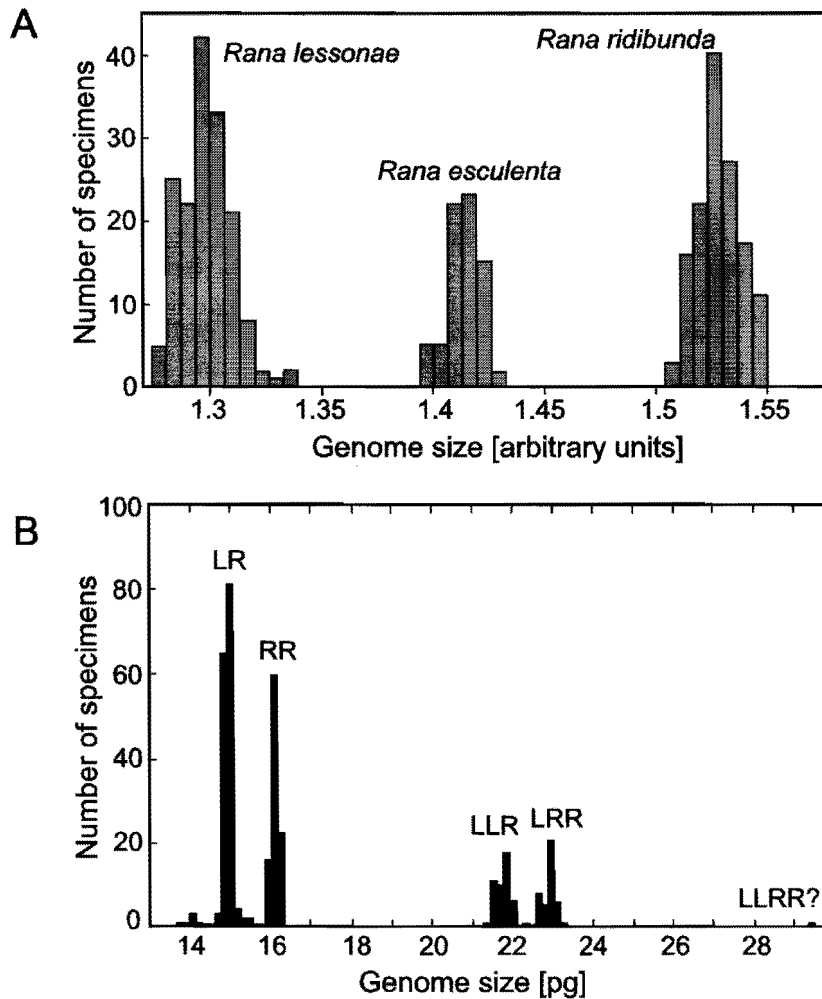 A
Number of specimens
40
30
20
10
0
Rana lessonae
Rana esculenta
Rana ridibunda
1.3 1.35 1.4 1.45 1.5 1.55
Genome size [arbitrary units]
B
Number of specimens
100
80
60
40
20
0
LR
RR
LLR
LRR
LLRR?
14 16 18 20 22 24 26 28
Genome size [pg]